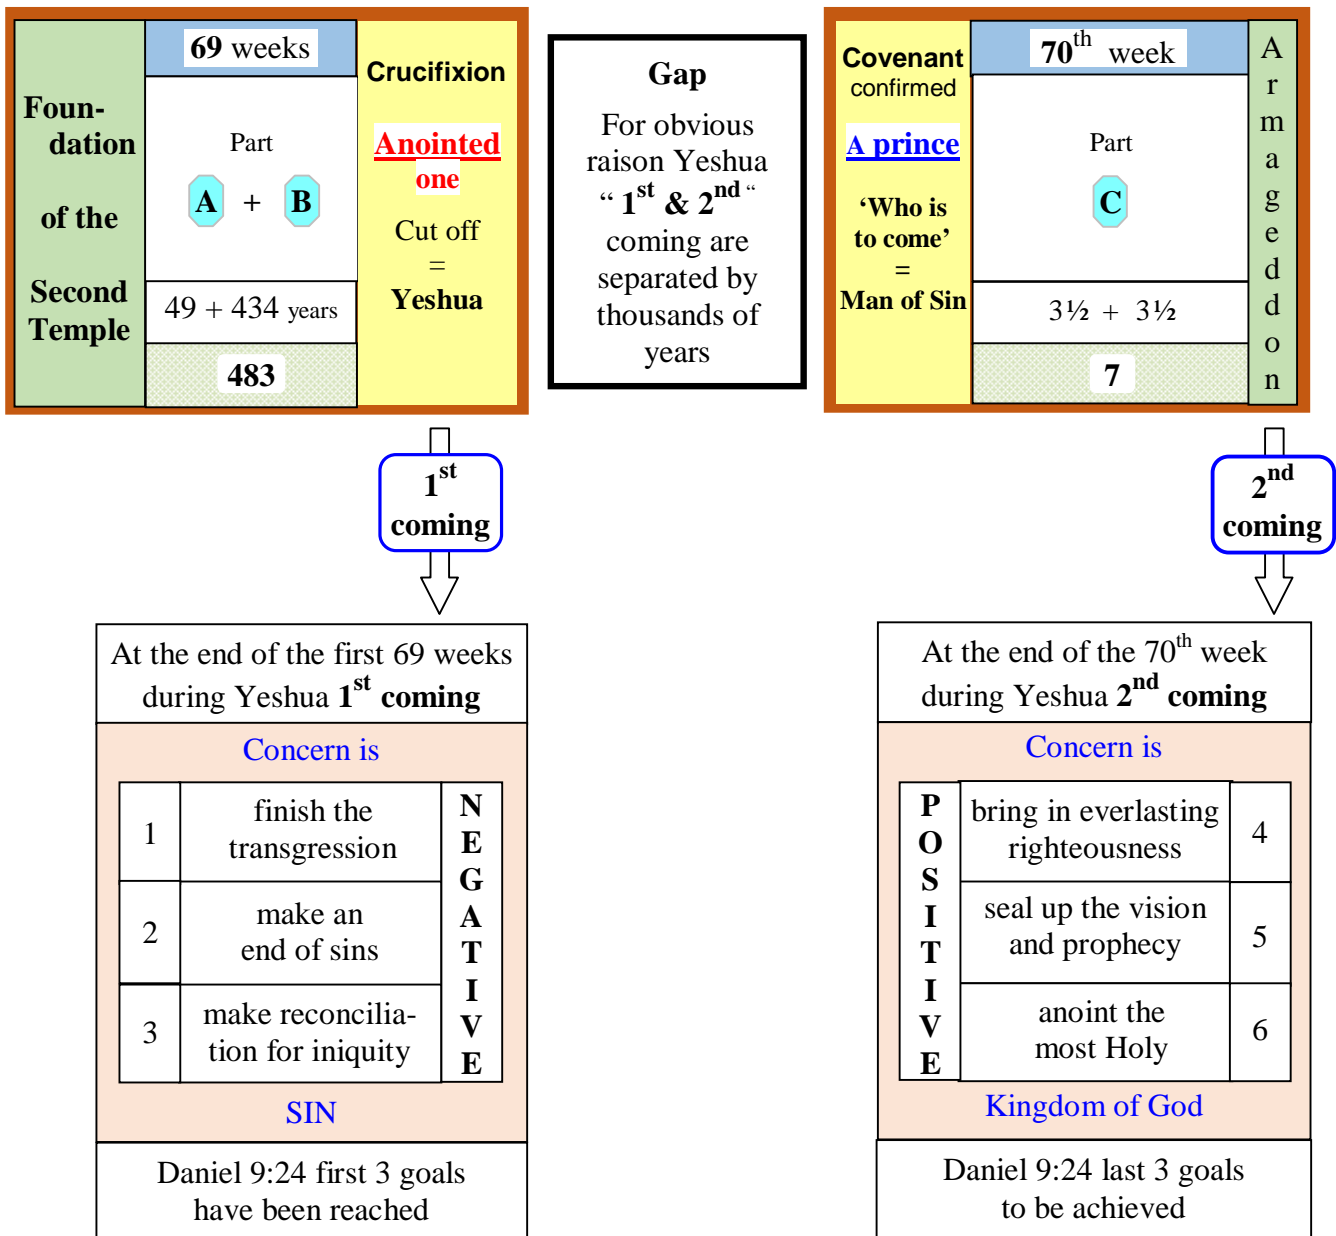 Foun-
dation
of the
Second
Temple
69 weeks
Part
A + B
49 + 434 years
483
Crucifixion
Anointed
one
Cut off
=
Yeshua
Gap
For obvious
raison Yeshua
“ 1st & 2nd “
coming are
separated by
thousands of
years
Covenant
confirmed
A prince
‘Who is
to come’
=
Man of Sin
70th week
Part
C
3½ + 3½
7
Armageddon
1st
coming
2nd
coming
At the end of the first 69 weeks
during Yeshua 1st coming
Concern is
1
finish the
transgression
2
make an
end of sins
3
make reconcilia-
tion for iniquity
NEGATIVE
SIN
Daniel 9:24 first 3 goals
have been reached
At the end of the 70th week
during Yeshua 2nd coming
Concern is
POSITIVE
bring in everlasting
righteousness
4
seal up the vision
and prophecy
5
anoint the
most Holy
6
Kingdom of God
Daniel 9:24 last 3 goals
to be achieved